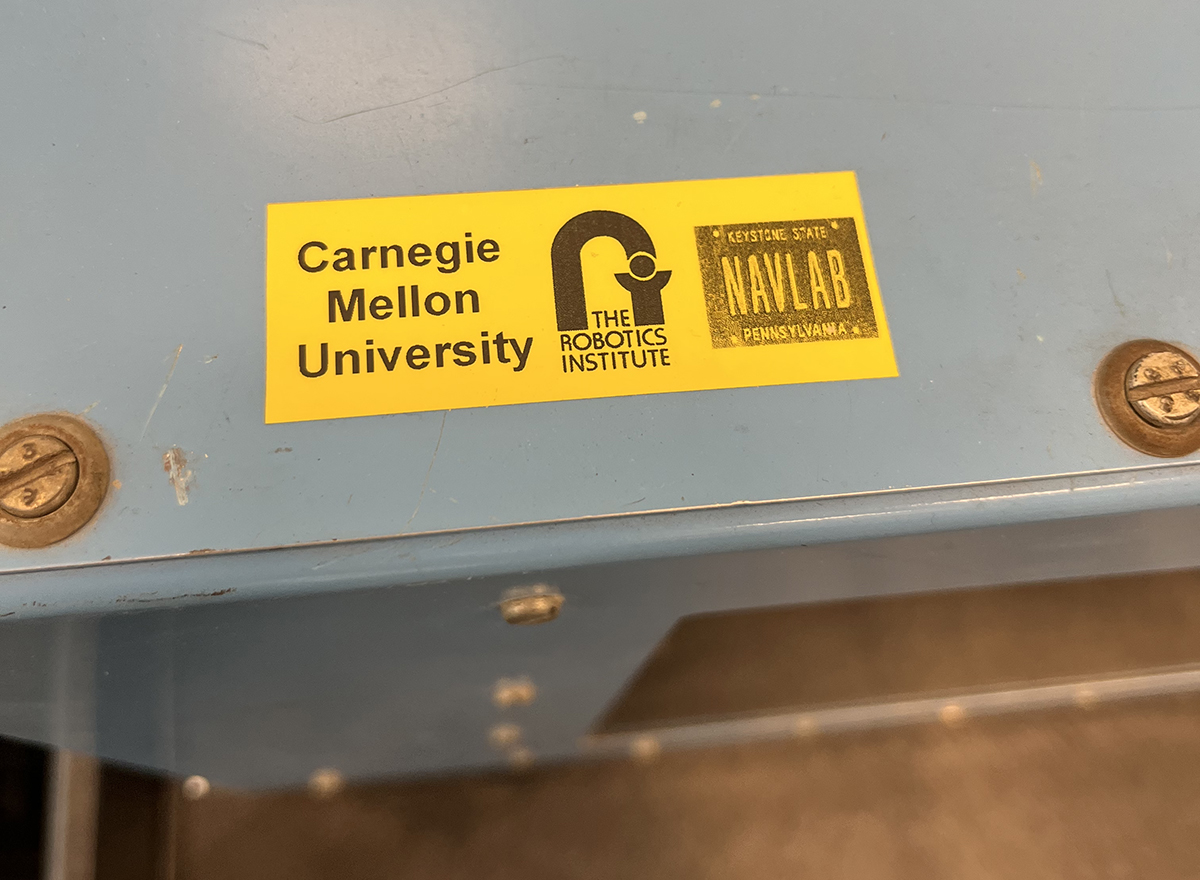 Carnegie
Mellon
University
THE
ROBOTICS
INSTITUTE
KEYSTONE STATE
NAVLAB
PENNSYLVANIA